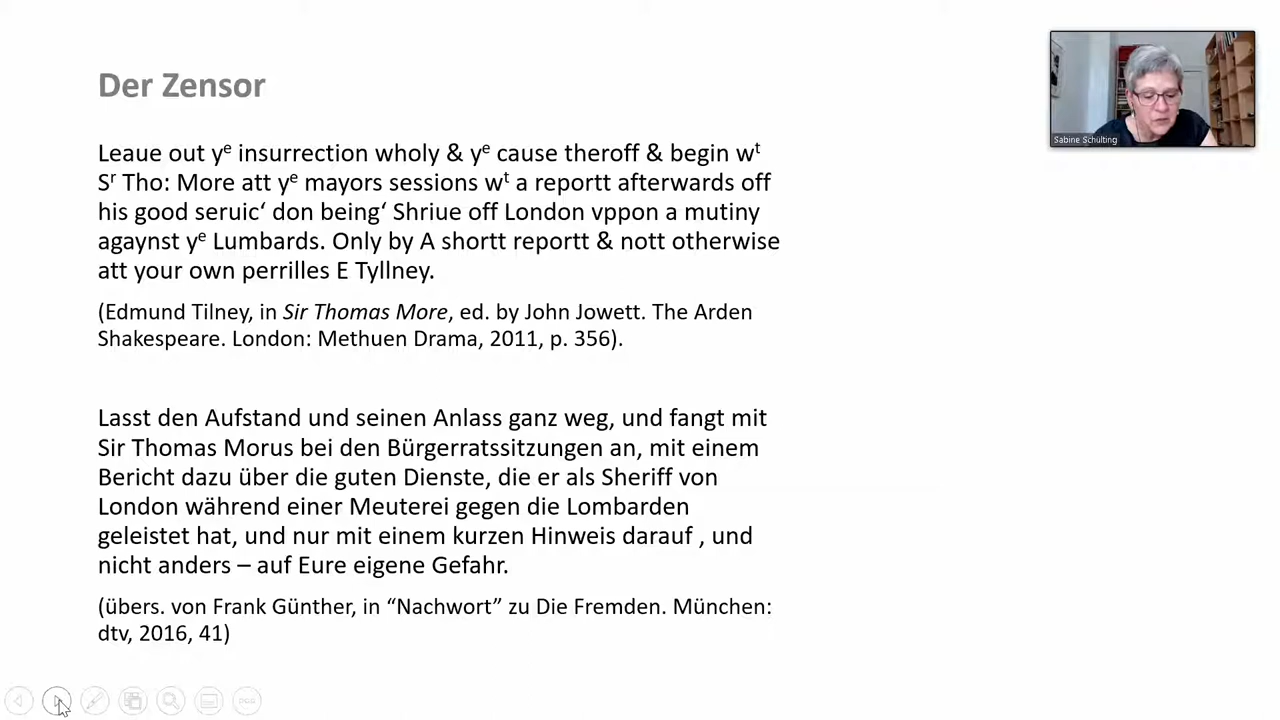 Der Zensor
Leaue out yᵉ insurrection wholy & yᵉ cause theroff & begin wᵗ
Sʳ Tho: More att yᵉ mayors sessions wᵗ a reportt afterwards off
his good seruic‘ don being‘ Shriue off London vppon a mutiny
agaynst yᵉ Lumbards. Only by A shortt reportt & nott otherwise
att your own perrilles E Tyllney.
(Edmund Tilney, in Sir Thomas More, ed. by John Jowett. The Arden
Shakespeare. London: Methuen Drama, 2011, p. 356).
Lasst den Aufstand und seinen Anlass ganz weg, und fangt mit
Sir Thomas Morus bei den Bürgerratssitzungen an, mit einem
Bericht dazu über die guten Dienste, die er als Sheriff von
London während einer Meuterei gegen die Lombarden
geleistet hat, und nur mit einem kurzen Hinweis darauf , und
nicht anders – auf Eure eigene Gefahr.
(übers. von Frank Günther, in “Nachwort” zu Die Fremden. München:
dtv, 2016, 41)
Sabine Schülting